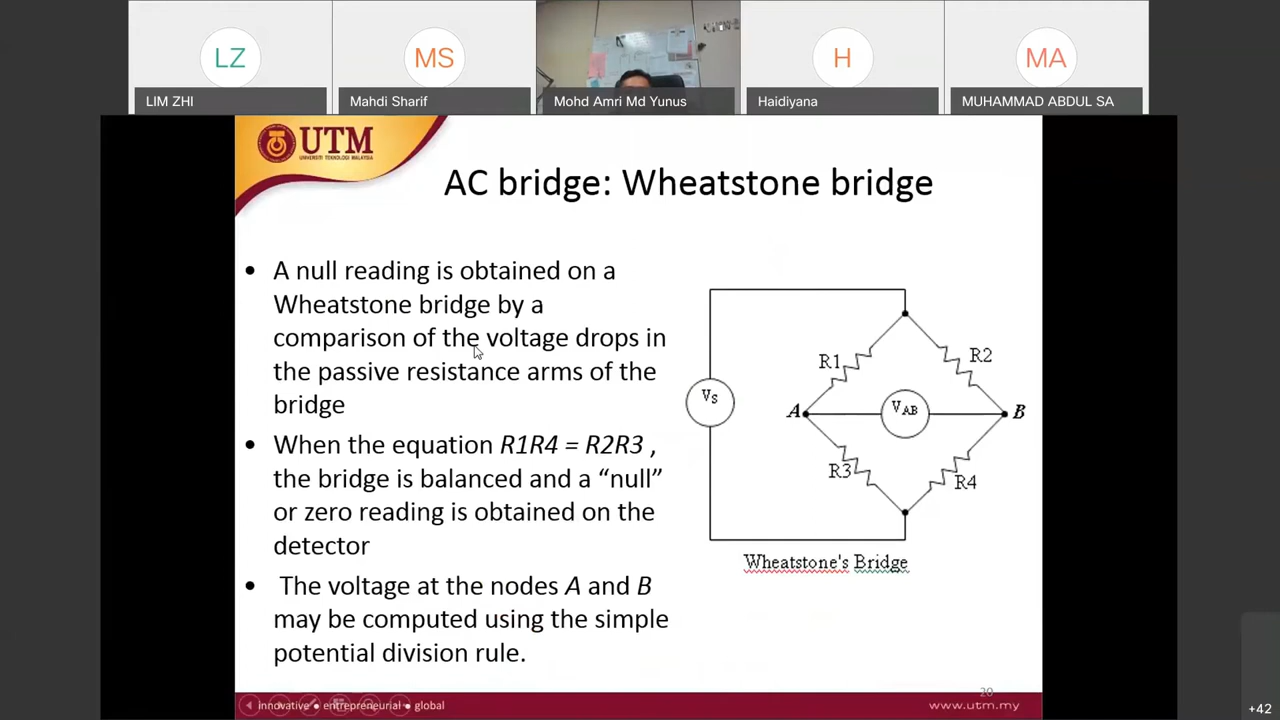 LZ
MS
H
MA
LIM ZHI
Mahdi Sharif
Mohd Amri Md Yunus
Haidiyana
MUHAMMAD ABDUL SA
UTM
UNIVERSITI TEKNOLOGI MALAYSIA
AC bridge: Wheatstone bridge
• A null reading is obtained on a
Wheatstone bridge by a
comparison of the voltage drops in
the passive resistance arms of the
bridge
• When the equation R1R4 = R2R3 ,
the bridge is balanced and a “null”
or zero reading is obtained on the
detector
• The voltage at the nodes A and B
may be computed using the simple
potential division rule.
R1
R2
VS
A
VAB
B
R3
R4
Wheatstone's Bridge
20
innovative ● entrepreneurial ● global
www.utm.my
+42